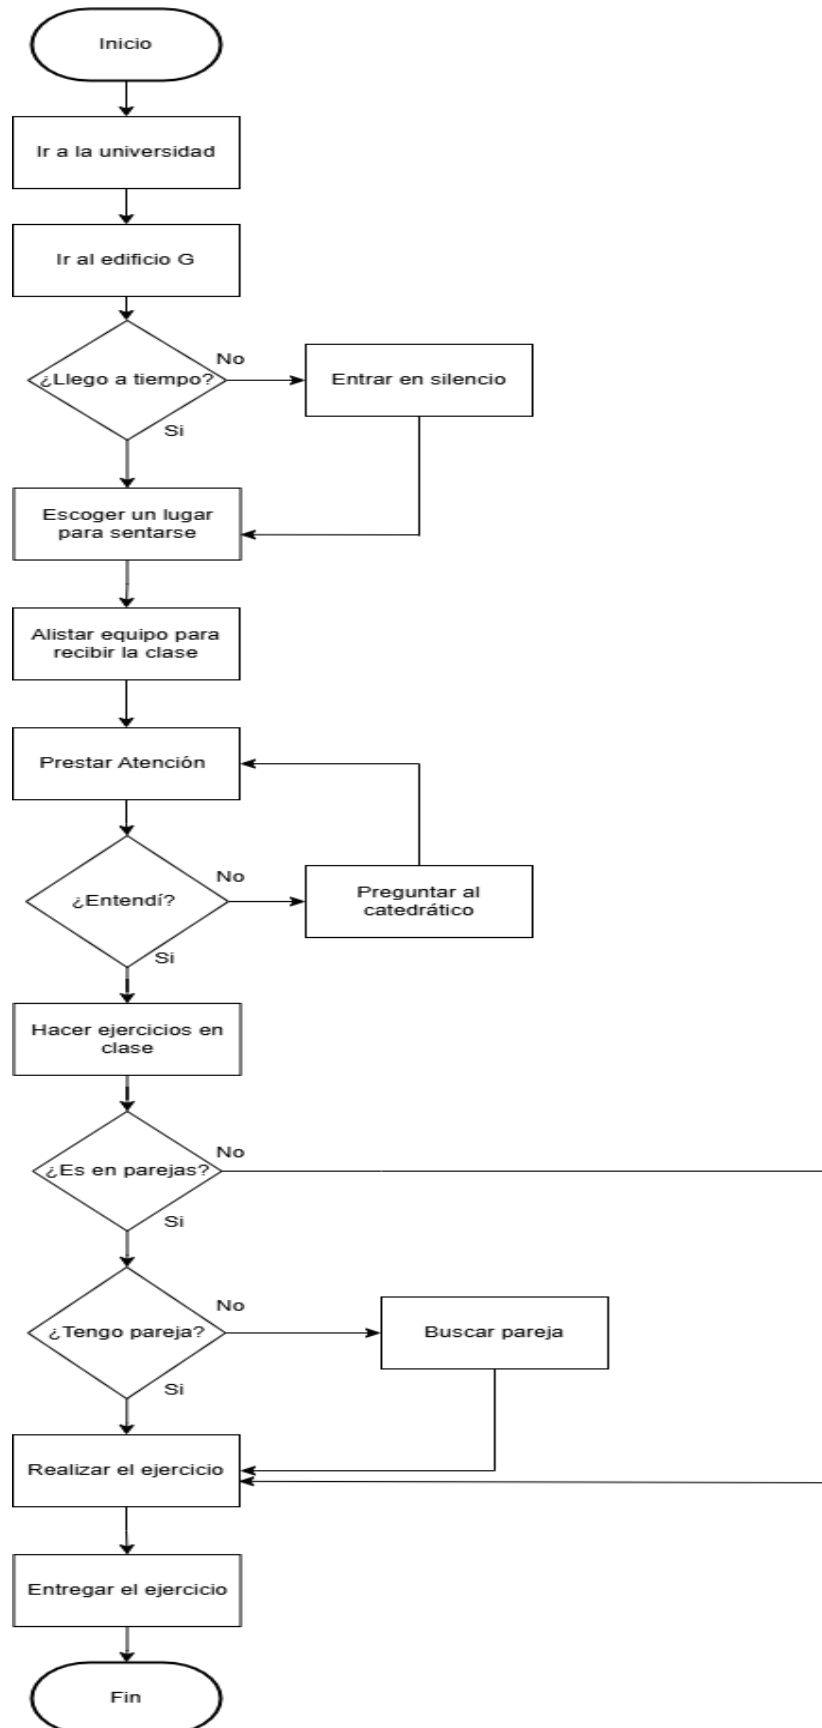 Inicio
Ir a la universidad
Ir al edificio G
¿Llego a tiempo?
No
Entrar en silencio
Si
Escoger un lugar
para sentarse
Alistar equipo para
recibir la clase
Prestar Atención
¿Entendí?
No
Preguntar al
catedrático
Si
Hacer ejercicios en
clase
¿Es en parejas?
No
Si
¿Tengo pareja?
No
Buscar pareja
Si
Realizar el ejercicio
Entregar el ejercicio
Fin